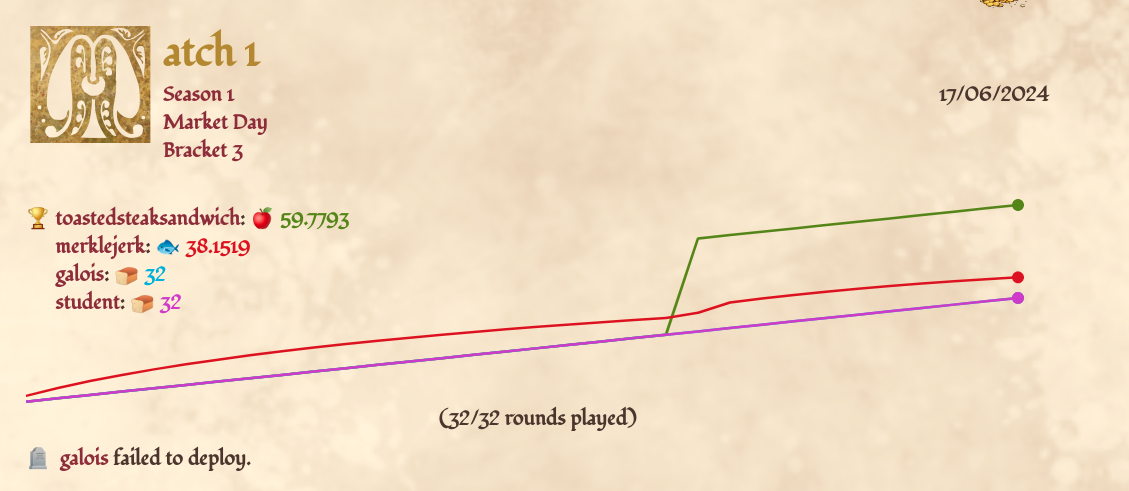 Match 1
Season 1
Market Day
Bracket 3
17/06/2024
toastedsteaksandwich: 59.7793
merklejerk: 38.1519
galois: 32
student: 32
(32/32 rounds played)
galois failed to deploy.